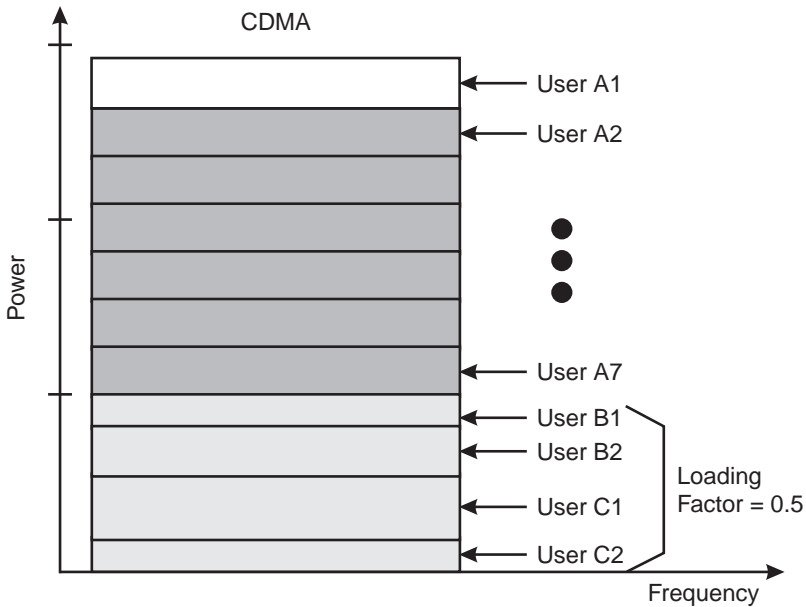 CDMA
User A1
User A2
Power
User A7
User B1
User B2
Loading
Factor = 0.5
User C1
User C2
Frequency